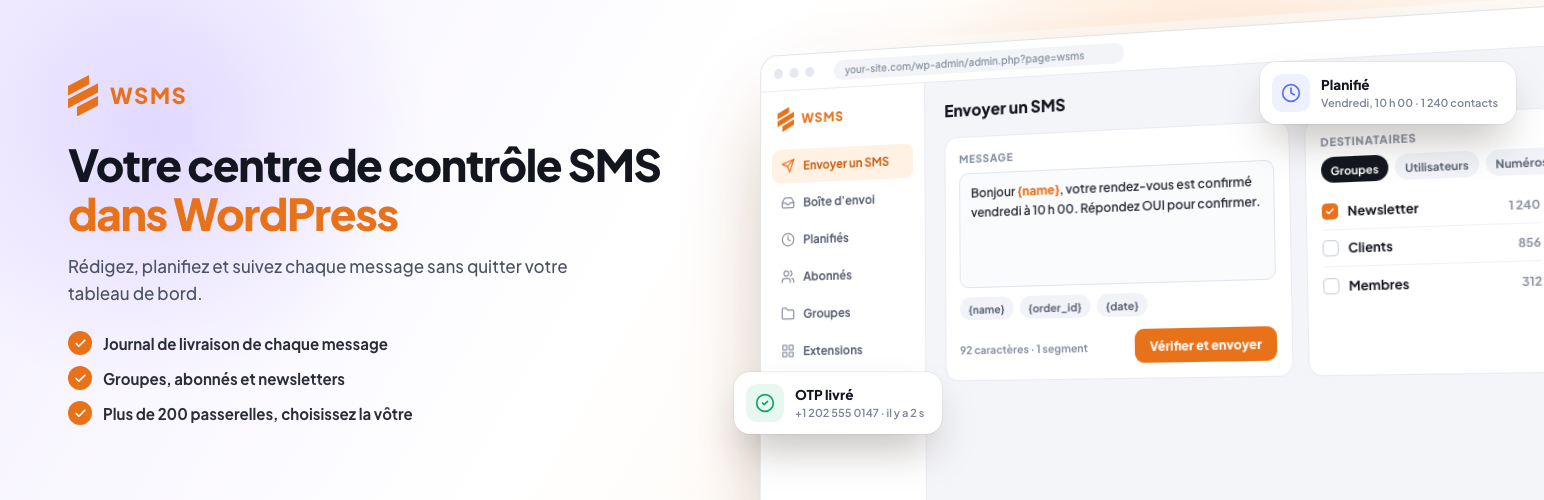 WSMS
Votre centre de contrôle SMS
dans WordPress
Rédigez, planifiez et suivez chaque message sans quitter votre
tableau de bord.
Journal de livraison de chaque message
Groupes, abonnés et newsletters
Plus de 200 passerelles, choisissez la vôtre
your-site.com/wp-admin/admin.php?page=wsms
WSMS
Envoyer un SMS
Boîte d'envoi
Planifiés
Abonnés
Groupes
Extensions
OTP livré
+1 202 555 0147 · il y a 2 s
Envoyer un SMS
MESSAGE
Bonjour {name}, votre rendez-vous est confirmé
vendredi à 10 h 00. Répondez OUI pour confirmer.
{name} {order_id} {date}
92 caractères · 1 segment
Vérifier et envoyer
Planifié
Vendredi, 10 h 00 · 1 240 contacts
DESTINATAIRES
Groupes Utilisateurs Numéros
Newsletter 1 240
Clients 856
Membres 312